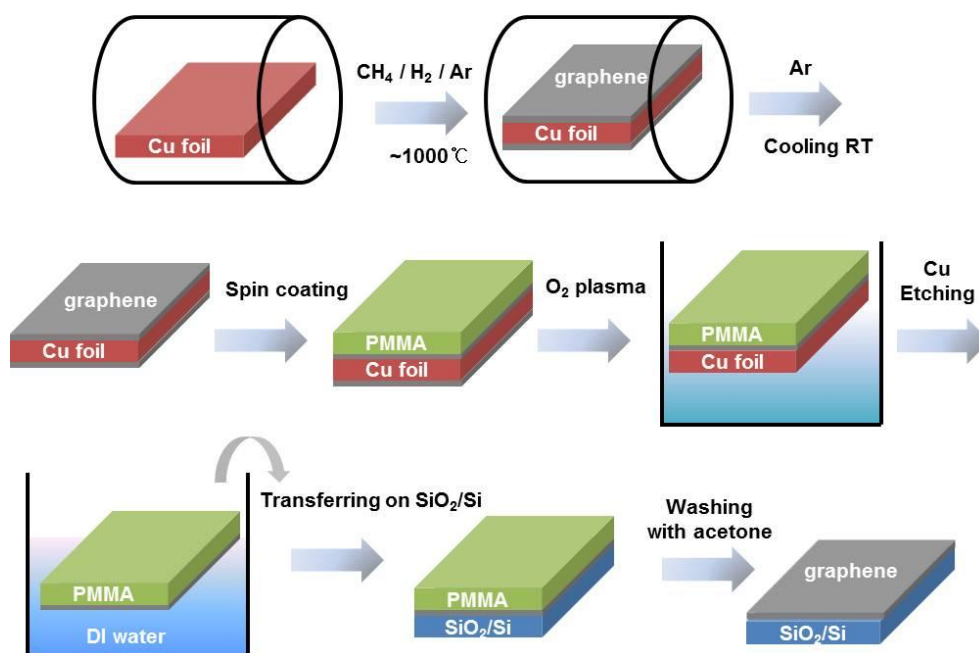 Cu foil
CH₄ / H₂ / Ar
~1000℃
graphene
Cu foil
Ar
Cooling RT
graphene
Cu foil
Spin coating
PMMA
Cu foil
O₂ plasma
PMMA
Cu foil
Cu
Etching
PMMA
DI water
Transferring on SiO₂/Si
PMMA
SiO₂/Si
Washing
with acetone
graphene
SiO₂/Si